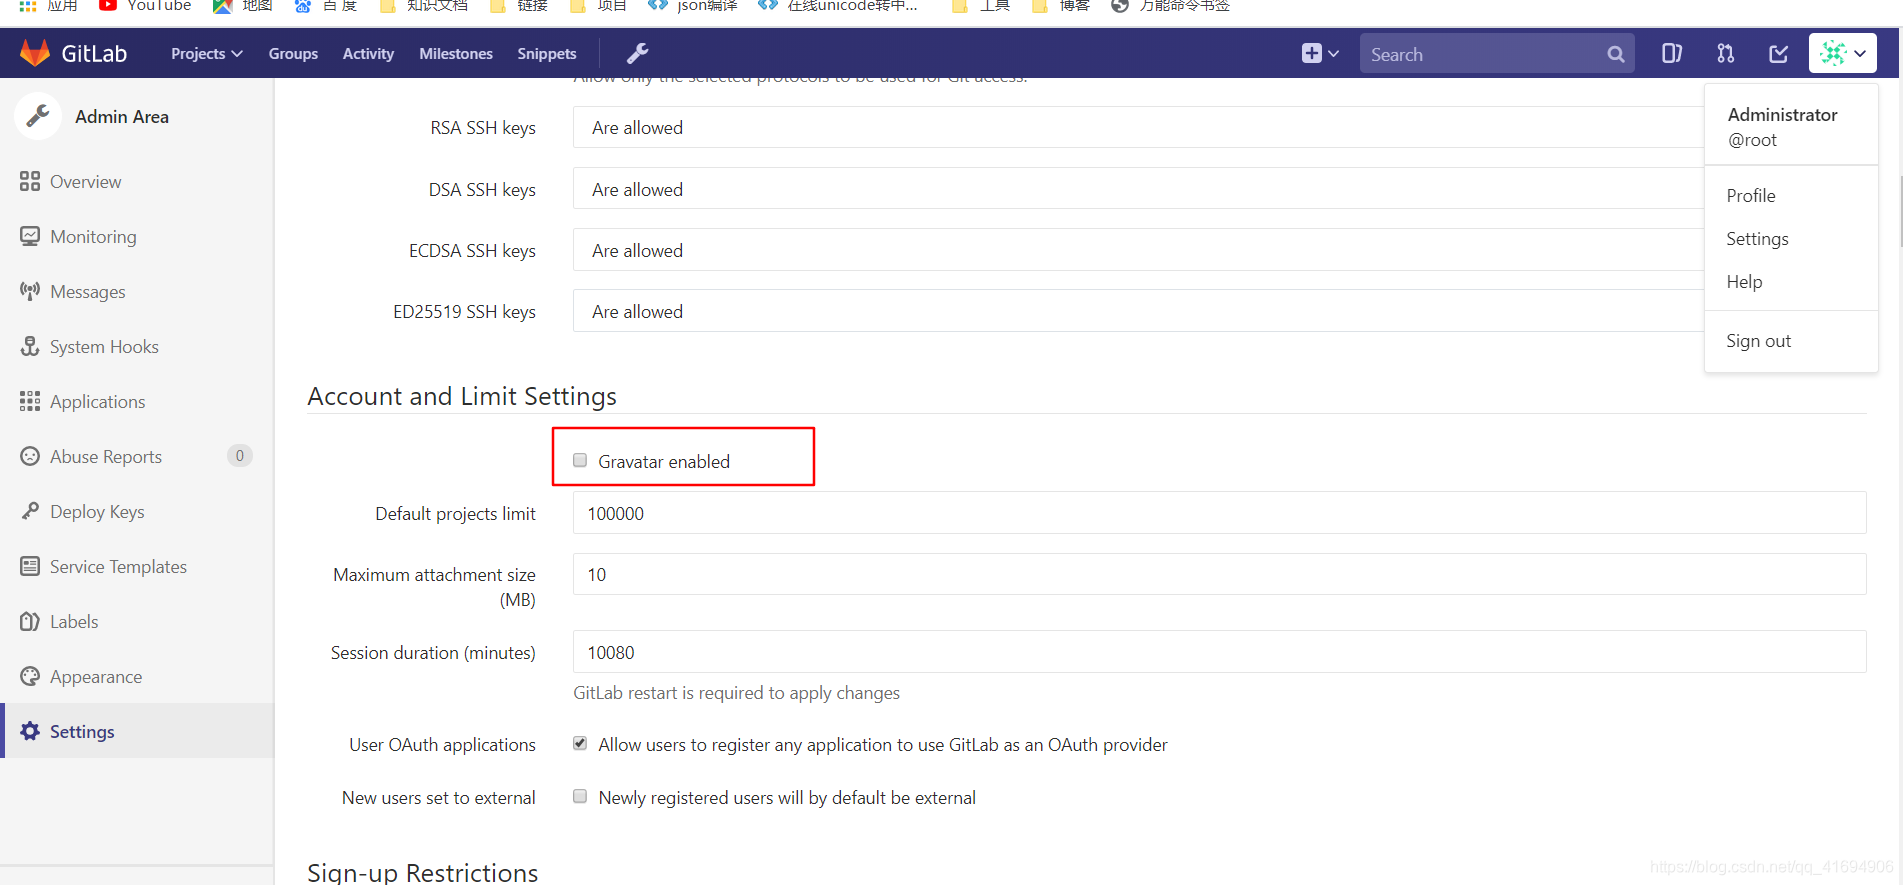 应用 YouTube 地图 百度 知识文档 链接 项目 json编译 在线unicode转中... 工具 博客 万能命令书签
GitLab Projects Groups Activity Milestones Snippets Search
Allow only the selected protocols to be used for Git access.
Admin Area
Overview
Monitoring
Messages
System Hooks
Applications
Abuse Reports 0
Deploy Keys
Service Templates
Labels
Appearance
Settings
RSA SSH keys Are allowed
DSA SSH keys Are allowed
ECDSA SSH keys Are allowed
ED25519 SSH keys Are allowed
Account and Limit Settings
Gravatar enabled
Default projects limit 100000
Maximum attachment size 10
(MB)
Session duration (minutes) 10080
GitLab restart is required to apply changes
User OAuth applications Allow users to register any application to use GitLab as an OAuth provider
New users set to external Newly registered users will by default be external
Sign-up Restrictions
Administrator
@root
Profile
Settings
Help
Sign out
https://blog.csdn.net/qq_41694906